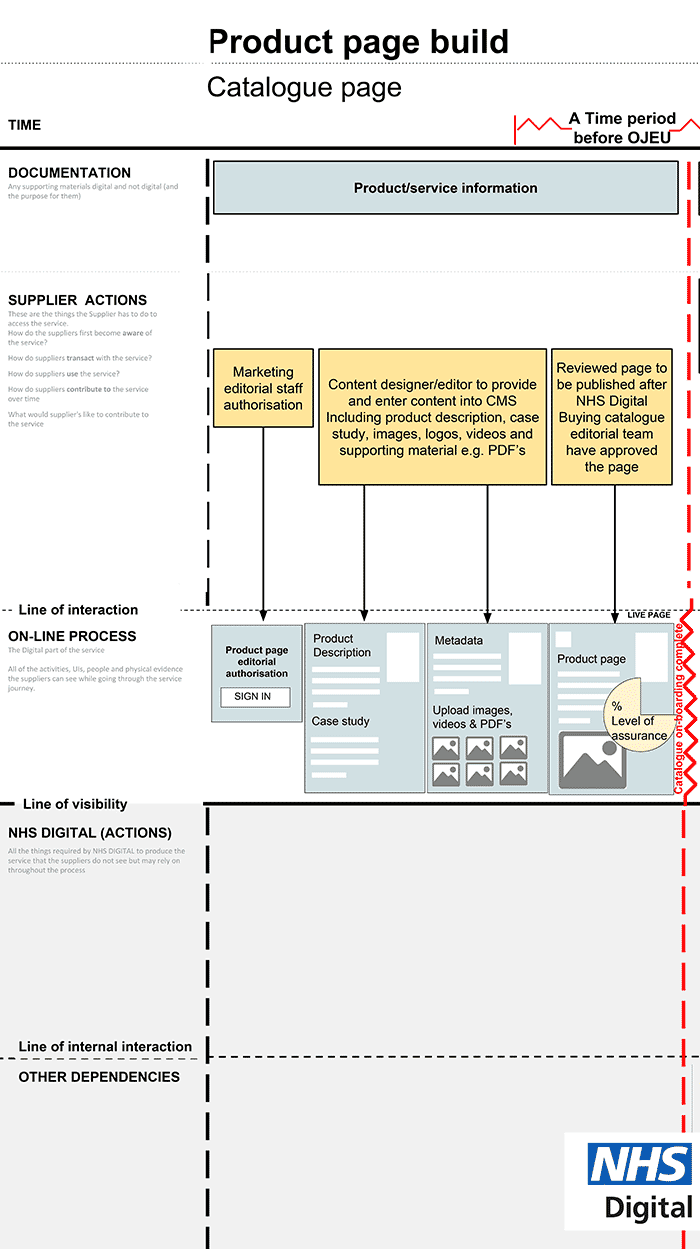 Product page build
Catalogue page
TIME
A Time period
before OJEU
DOCUMENTATION
Any supporting materials digital and not digital (and
the purpose for them)
Product/service information
SUPPLIER  ACTIONS
These are the things the Supplier has to do to
access the service.
How do the suppliers first become aware of
the service?
How do suppliers transact with the service?
How do suppliers use the service?
How do suppliers contribute to the service
over time
What would supplier's like to contribute to
the service
Marketing
editorial staff
authorisation
Content designer/editor to provide
and enter content into CMS
Including product description, case
study, images, logos, videos and
supporting material e.g. PDF's
Reviewed page to
be published after
NHS Digital
Buying catalogue
editorial team
have approved
the page
Line of interaction
LIVE PAGE
ON-LINE PROCESS
The Digital part of the service
All of the activities, UIs, people and physical evidence
the suppliers can see while going through the service
journey.
Product page
editorial
authorisation
SIGN IN
Product
Description
Case study
Metadata
Upload images,
videos & PDF's
Product page
%
Level of
assurance
Catalogue on-boarding complete
Line of visibility
NHS DIGITAL (ACTIONS)
All the things required by NHS DIGITAL to produce the
service that the suppliers do not see but may rely on
throughout the process
Line of internal interaction
OTHER DEPENDENCIES
NHS
Digital